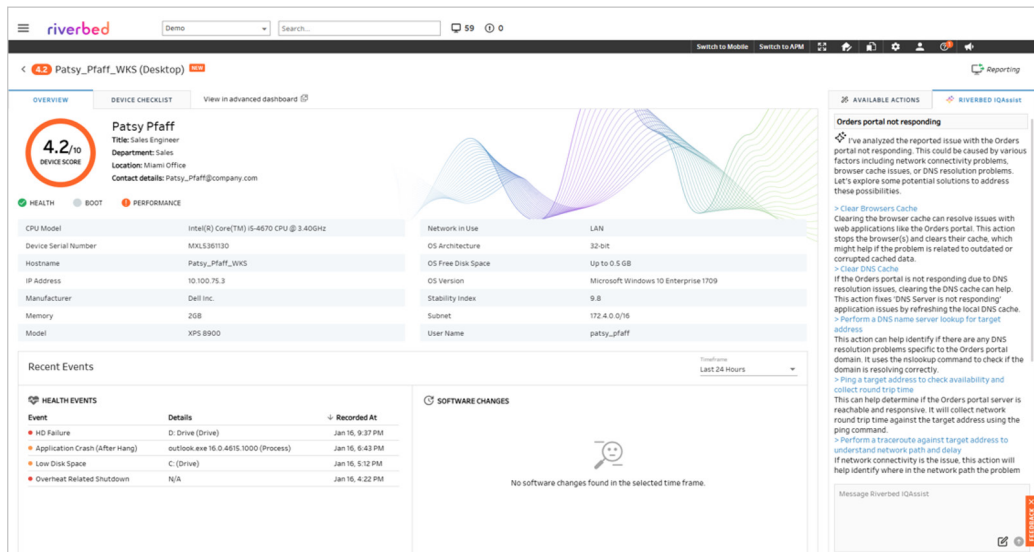 riverbed
Demo
Search...
59
0
Switch to Mobile Switch to APM
4.2 Patsy_Pfaff_WKS (Desktop) NEW
Reporting
OVERVIEW
DEVICE CHECKLIST
View in advanced dashboard
4.2/10
DEVICE SCORE
Patsy Pfaff
Title: Sales Engineer
Department: Sales
Location: Miami Office
Contact details: Patsy_Pfaff@company.com
HEALTH BOOT PERFORMANCE
CPU Model Intel(R) Core(TM) i5-4670 CPU @ 3.40GHz
Device Serial Number MXLS361130
Hostname Patsy_Pfaff_WKS
IP Address 10.100.75.3
Manufacturer Dell Inc.
Memory 2GB
Model XPS 8900
Network in Use LAN
OS Architecture 32-bit
OS Free Disk Space Up to 0.5 GB
OS Version Microsoft Windows 10 Enterprise 1709
Stability Index 9.8
Subnet 172.4.0.0/16
User Name patsy_pfaff
Recent Events
Timeframe
Last 24 Hours
HEALTH EVENTS
Event Details Recorded At
HD Failure D: Drive (Drive) Jan 16, 9:37 PM
Application Crash (After Hang) outlook.exe 16.0.4615.1000 (Process) Jan 16, 6:43 PM
Low Disk Space C: (Drive) Jan 16, 5:12 PM
Overheat Related Shutdown N/A Jan 16, 4:22 PM
SOFTWARE CHANGES
No software changes found in the selected time frame.
AVAILABLE ACTIONS
RIVERBED IQAssist
Orders portal not responding
I've analyzed the reported issue with the Orders
portal not responding. This could be caused by various
factors including network connectivity problems,
browser cache issues, or DNS resolution problems.
Let's explore some potential solutions to address
these possibilities.
> Clear Browsers Cache
Clearing the browser cache can resolve issues with
web applications like the Orders portal. This action
stops the browser(s) and clears their cache, which
might help if the problem is related to outdated or
corrupted cached data.
> Clear DNS Cache
If the Orders portal is not responding due to DNS
resolution issues, clearing the DNS cache can help.
This action fixes 'DNS Server is not responding'
application issues by refreshing the local DNS cache.
> Perform a DNS name server lookup for target
address
This action can help identify if there are any DNS
resolution problems specific to the Orders portal
domain. It uses the nslookup command to check if the
domain is resolving correctly.
> Ping a target address to check availability and
collect round trip time
This can help determine if the Orders portal server is
reachable and responsive. It will collect network
round trip time against the target address using the
ping command.
> Perform a traceroute against target address to
understand network path and delay
If network connectivity is the issue, this action will
help identify where in the network path the problem
Message Riverbed IQAssist
FEEDBACK